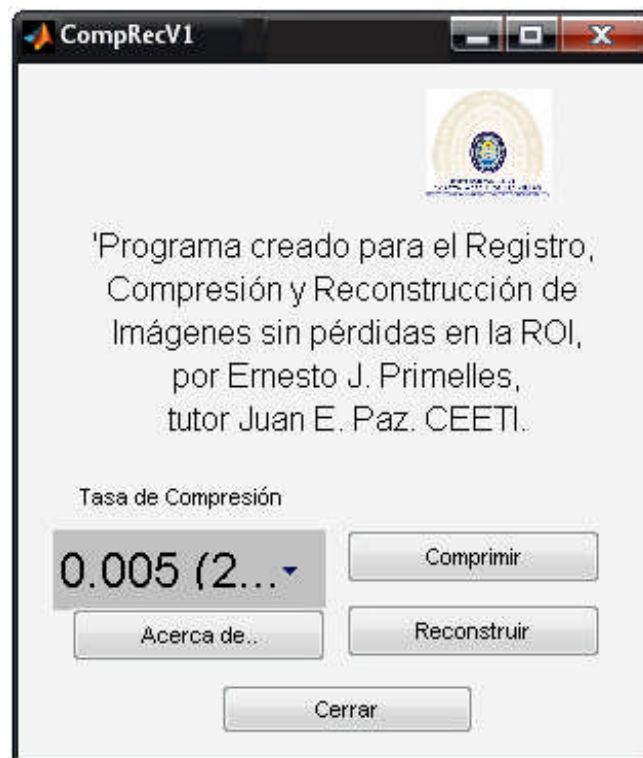 CompRecV1
'Programa creado para el Registro,
Compresión y Reconstrucción de
Imágenes sin pérdidas en la ROI,
por Ernesto J. Primelles,
tutor Juan E. Paz. CEETI.
Tasa de Compresión
0.005 (2...
Comprimir
Acerca de..
Reconstruir
Cerrar